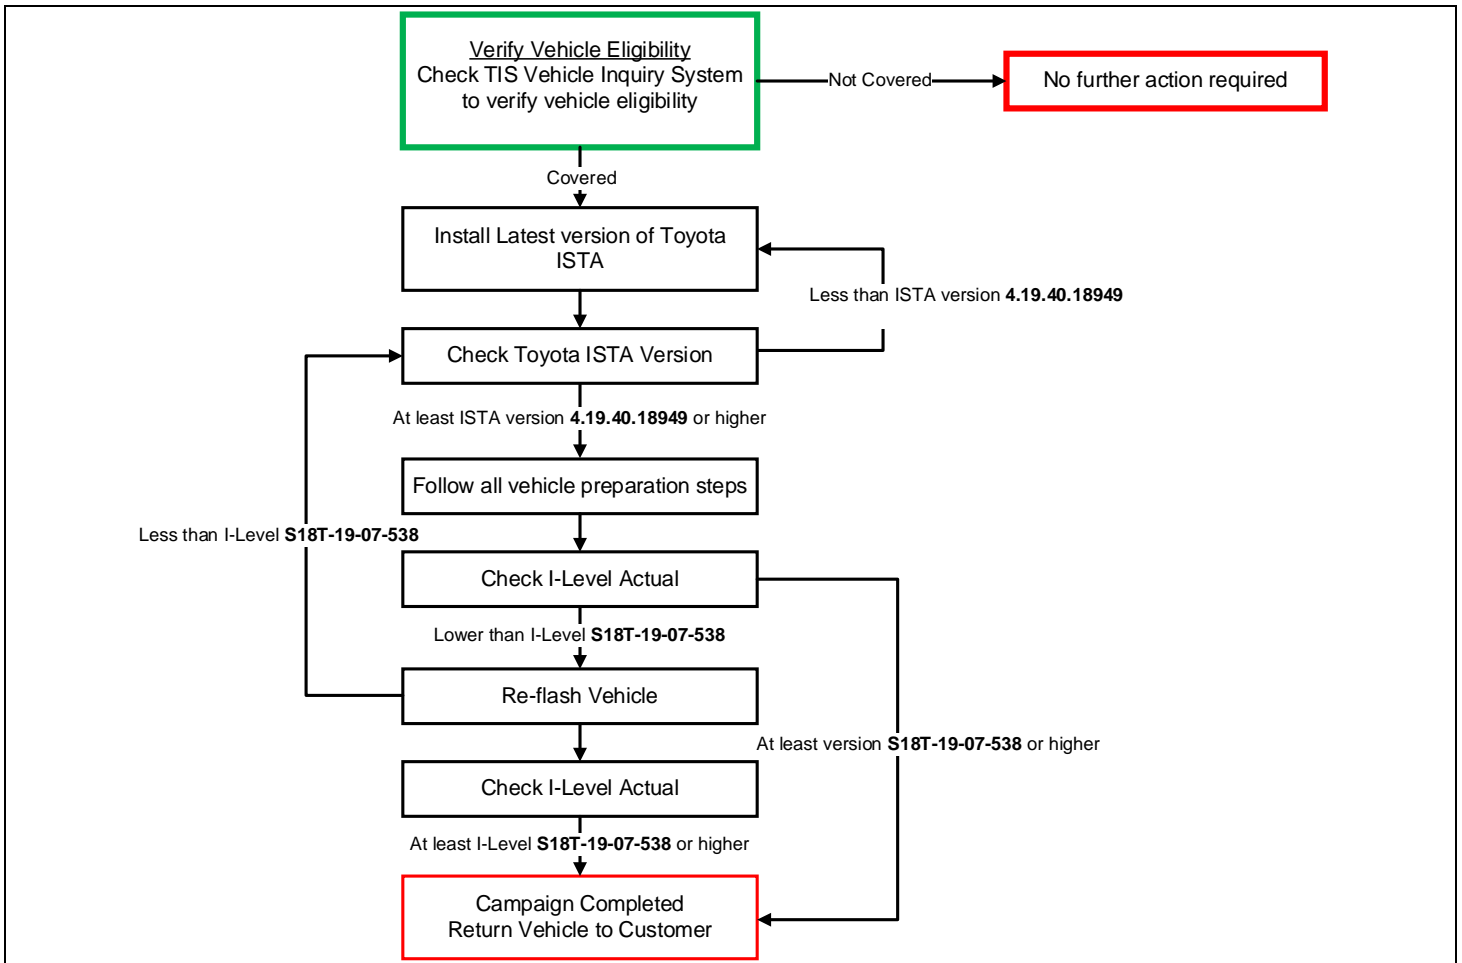 Verify Vehicle Eligibility
Check TIS Vehicle Inquiry System
to verify vehicle eligibility
Not Covered
No further action required
Covered
Install Latest version of Toyota
ISTA
Less than ISTA version 4.19.40.18949
Check Toyota ISTA Version
At least ISTA version 4.19.40.18949 or higher
Follow all vehicle preparation steps
Less than I-Level S18T-19-07-538
Check I-Level Actual
Lower than I-Level S18T-19-07-538
Re-flash Vehicle
At least version S18T-19-07-538 or higher
Check I-Level Actual
At least I-Level S18T-19-07-538 or higher
Campaign Completed
Return Vehicle to Customer